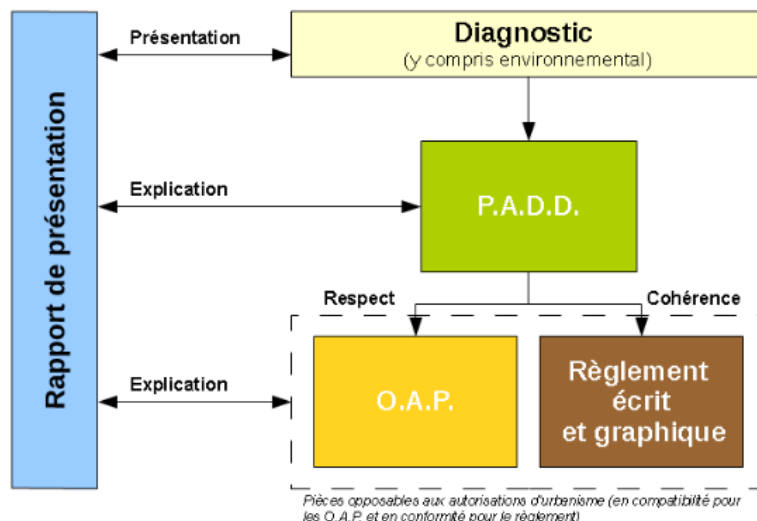 Rapport de présentation
Présentation
Diagnostic
(y compris environnemental)
Explication
P.A.D.D.
Respect
Cohérence
Explication
O.A.P.
Règlement
écrit
et graphique
Pièces opposables aux autorisations d'urbanisme (en compatibilité pour
les O.A.P. et en conformité pour le règlement)